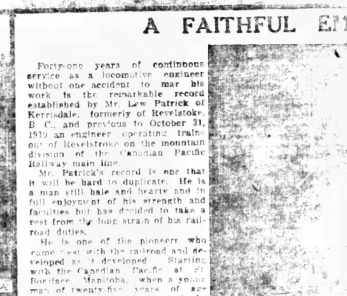 A FAITHFUL
Forty-one years of continuous
service as a locomotive engineer
without one accident to mar his
work is the remarkable record
established by Mr. Lew Patrick of
Kerrisdale, formerly of Revelstoke,
B C., and previous to October 31,
1919 an engineer operating trains
out of Revelstroke on the mountain
division of the Canadian Pacific
Railway main line.
Mr. Patrick's record is one that
it will be hard to duplicate. He is
a man still hale and hearty and in
full enjoyment of his strength and
faculties but has decided to take a
rest from the long strain of his rail-
road duties.
He is one of the pioneers who
came west with the railroad and de-
veloped as it developed Starting
with the Canadian Pacific at St
Boniface, Manitoba, when a young
man of twenty-five years of age